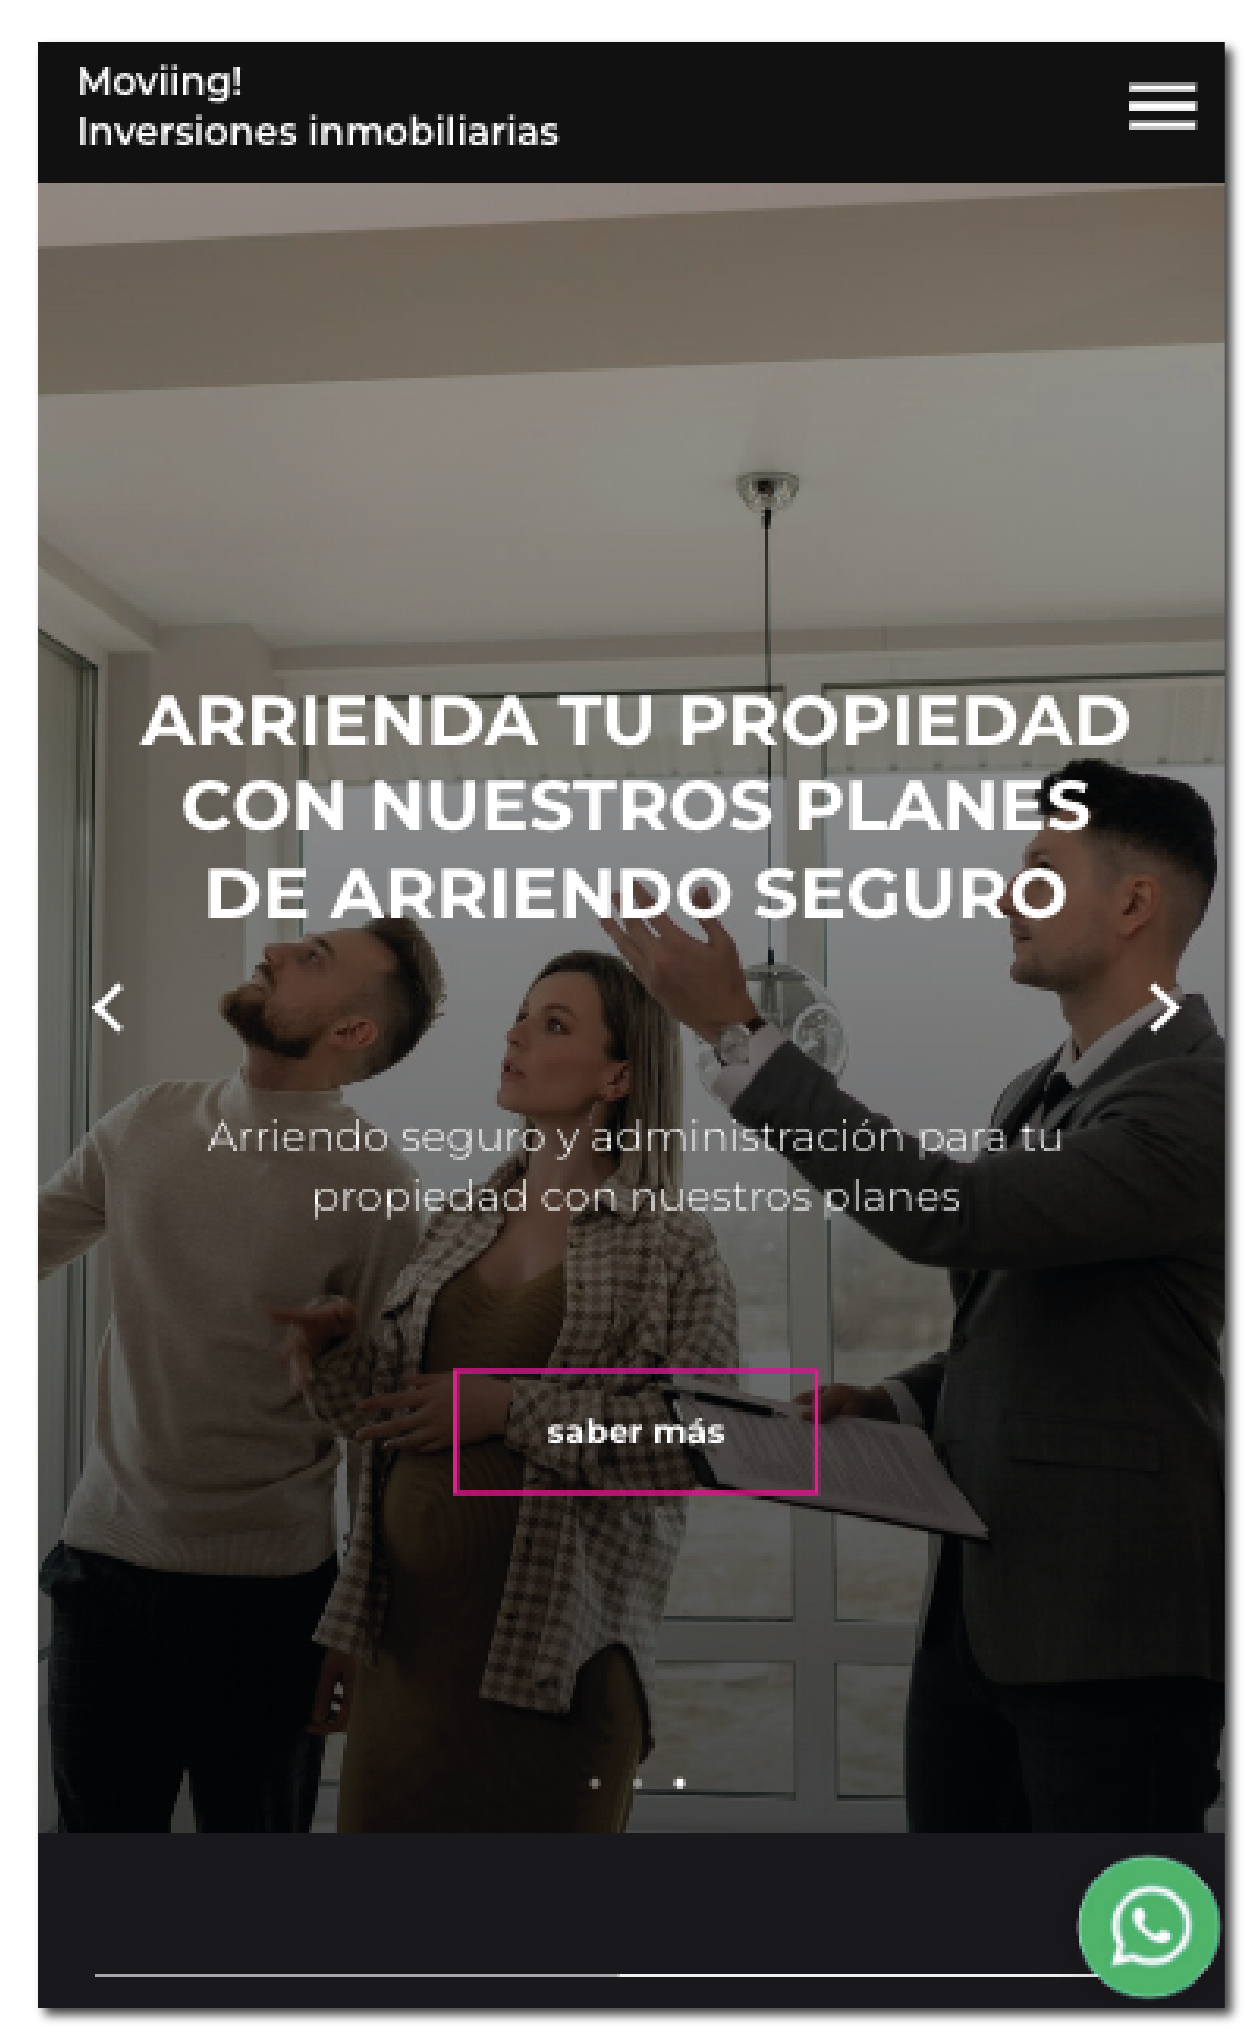 Moviing!
Inversiones inmobiliarias
ARRIENDA TU PROPIEDAD
CON NUESTROS PLANES
DE ARRIENDO SEGURO
Arriendo seguro y administración para tu
propiedad con nuestros planes
saber más